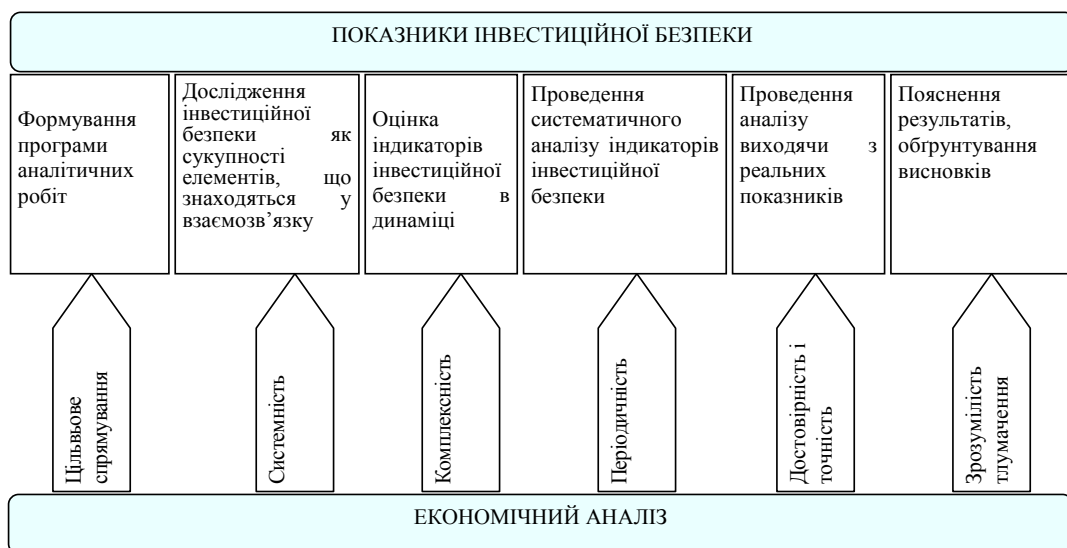 ПОКАЗНИКИ ІНВЕСТИЦІЙНОЇ БЕЗПЕКИ
Формування
програми
аналітичних
робіт
Дослідження
інвестиційної
безпеки як
сукупності
елементів, що
знаходяться у
взаємозв’язку
Оцінка
індикаторів
інвестиційної
безпеки в
динаміці
Проведення
систематичного
аналізу індикаторів
інвестиційної
безпеки
Проведення
аналізу
виходячи з
реальних
показників
Пояснення
результатів,
обґрунтування
висновків
Цільвьове
спрямування
Системність
Комплексність
Періодичність
Достовірність і
точність
Зрозумілість
тлумачення
ЕКОНОМІЧНИЙ АНАЛІЗ